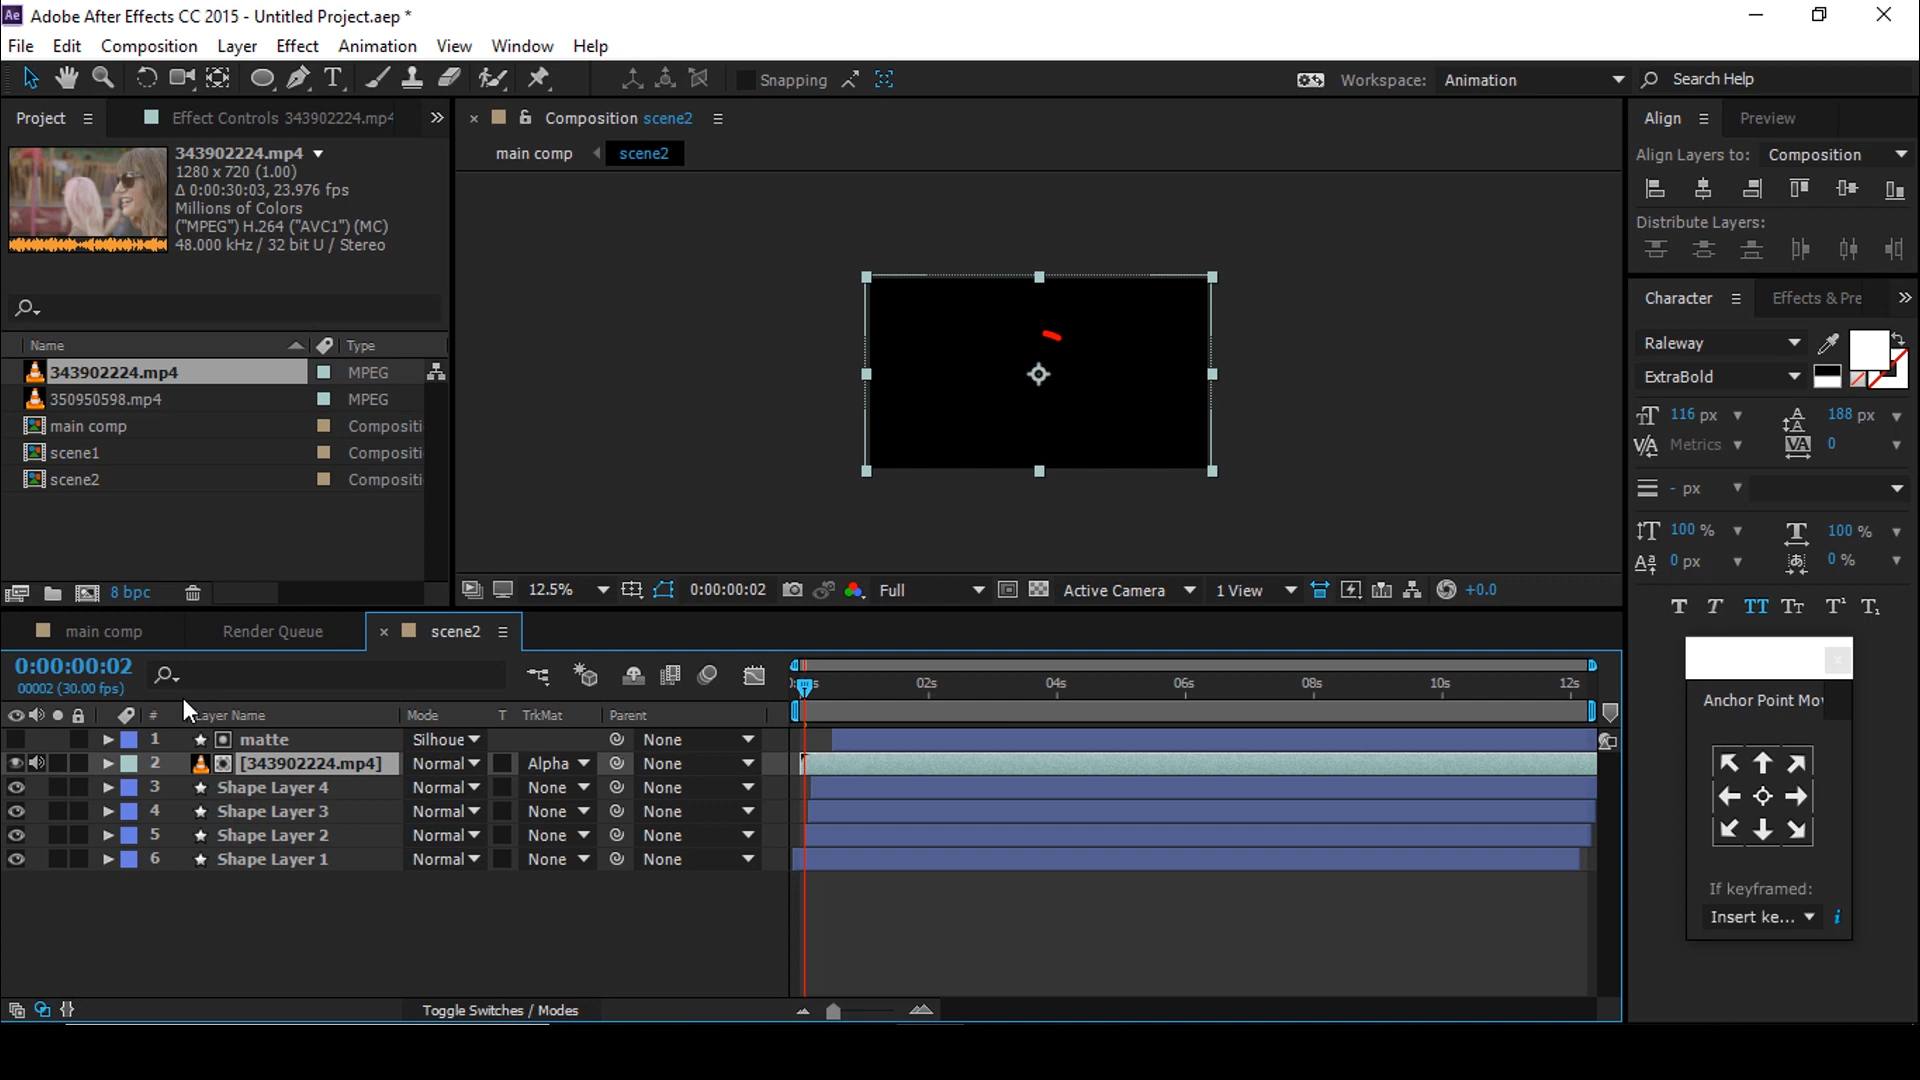 Ae Adobe After Effects CC 2015 - Untitled Project.aep *
File Edit Composition Layer Effect Animation View Window Help
Snapping Workspace: Animation Search Help
Project Effect Controls 343902224.mp4
Composition scene2
Align Preview
343902224.mp4
1280 x 720 (1.00)
Δ 0:00:30:03, 23.976 fps
Millions of Colors
("MPEG") H.264 ("AVC1") (MC)
48.000 kHz / 32 bit U / Stereo
main comp scene2
Align Layers to: Composition
Distribute Layers:
Name Type
343902224.mp4 MPEG
350950598.mp4 MPEG
main comp Compositi
scene1 Compositi
scene2 Compositi
8 bpc
12.5% 0:00:00:02 Full Active Camera 1 View +0.0
Character Effects & Pre
Raleway
ExtraBold
116 px 188 px
Metrics 0
- px
100 % 100 %
0 px 0 %
T T TT Tt T¹ T₁
main comp Render Queue scene2
0:00:00:02
00002 (30.00 fps)
02s 04s 06s 08s 10s 12s
# Layer Name Mode T TrkMat Parent
1 matte Silhoue None
2 [343902224.mp4] Normal Alpha None
3 Shape Layer 4 Normal None None
4 Shape Layer 3 Normal None None
5 Shape Layer 2 Normal None None
6 Shape Layer 1 Normal None None
Toggle Switches / Modes
Anchor Point Mov
If keyframed:
Insert ke...